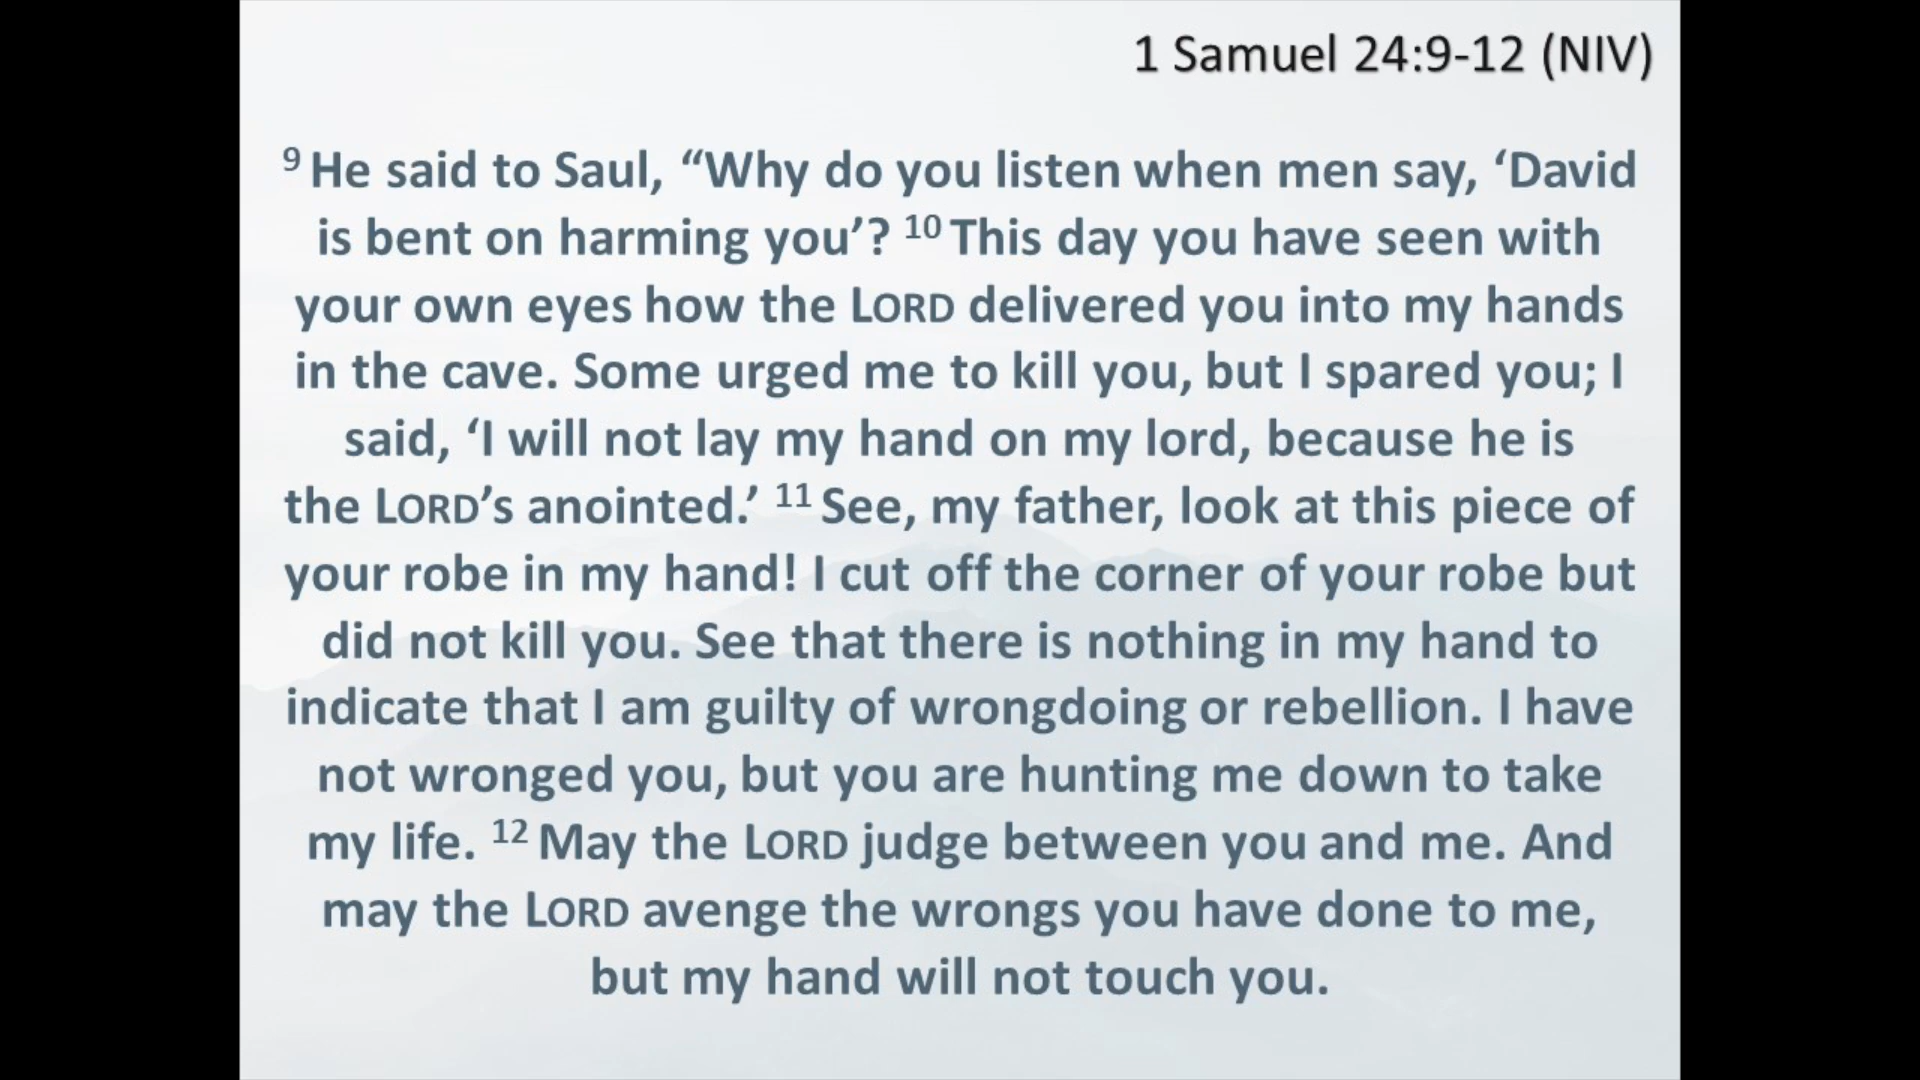 1 Samuel 24:9-12 (NIV)
9 He said to Saul, “Why do you listen when men say, ‘David
is bent on harming you’? 10 This day you have seen with
your own eyes how the LORD delivered you into my hands
in the cave. Some urged me to kill you, but I spared you; I
said, ‘I will not lay my hand on my lord, because he is
the LORD’s anointed.’ 11 See, my father, look at this piece of
your robe in my hand! I cut off the corner of your robe but
did not kill you. See that there is nothing in my hand to
indicate that I am guilty of wrongdoing or rebellion. I have
not wronged you, but you are hunting me down to take
my life. 12 May the LORD judge between you and me. And
may the LORD avenge the wrongs you have done to me,
but my hand will not touch you.